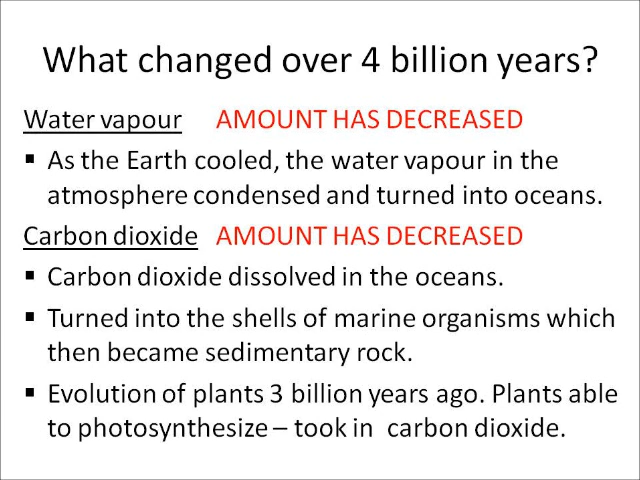 What changed over 4 billion years?
Water vapour AMOUNT HAS DECREASED
▪ As the Earth cooled, the water vapour in the
atmosphere condensed and turned into oceans.
Carbon dioxide AMOUNT HAS DECREASED
▪ Carbon dioxide dissolved in the oceans.
▪ Turned into the shells of marine organisms which
then became sedimentary rock.
▪ Evolution of plants 3 billion years ago. Plants able
to photosynthesize – took in carbon dioxide.